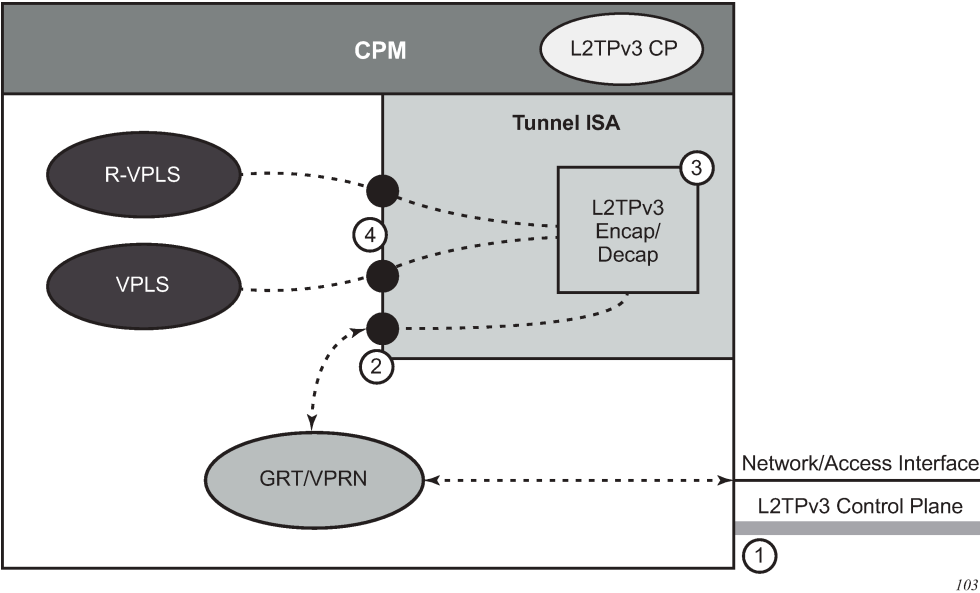 CPM
L2TPv3 CP
Tunnel ISA
R-VPLS
3
L2TPv3
Encap/
Decap
4
VPLS
2
GRT/VPRN
Network/Access Interface
L2TPv3 Control Plane
1
103